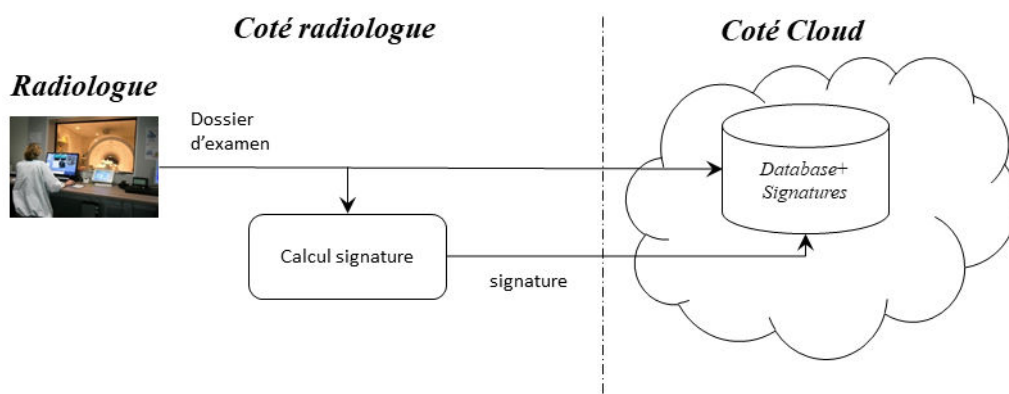 Coté radiologue
Coté Cloud
Radiologue
Dossier
d’examen
Database+
Signatures
Calcul signature
signature